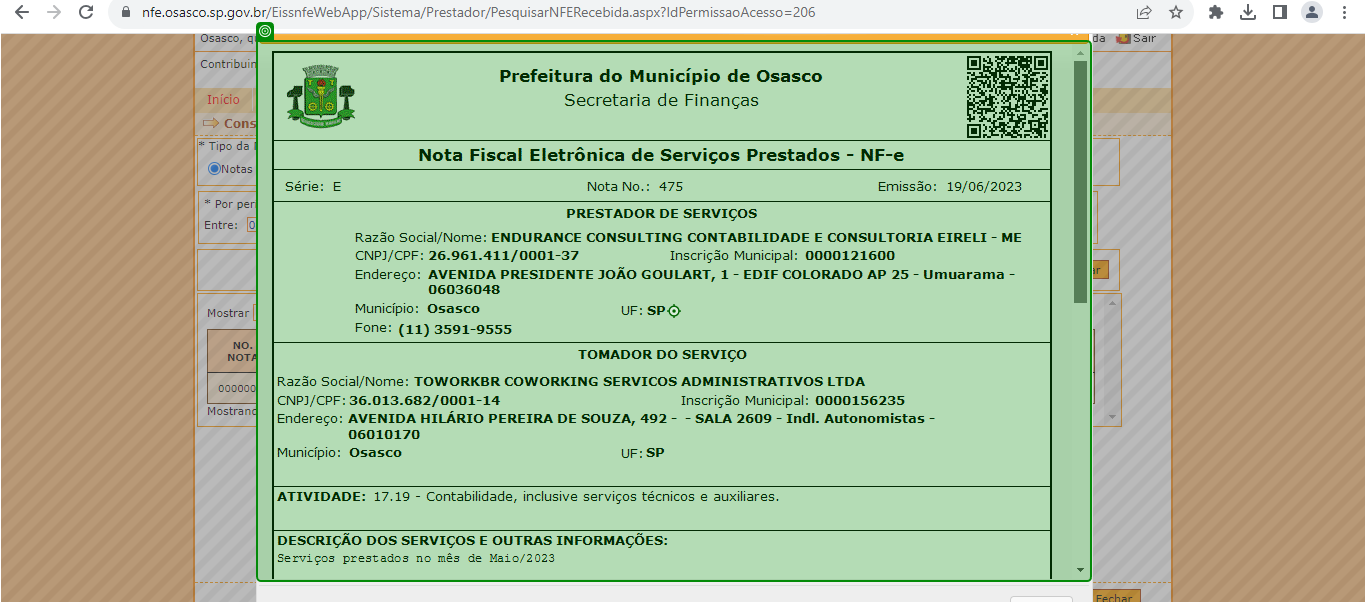 nfe.osasco.sp.gov.br/EissnfeWebApp/Sistema/Prestador/PesquisarNFERecebida.aspx?IdPermissaoAcesso=206
Osasco, q
da Sair
Contribuin
Início
Cons
* Tipo da
Notas
* Por per
Entre: 0
ar
Mostrar
NO.
NOTA
000000
Mostrand
Prefeitura do Município de Osasco
Secretaria de Finanças
Nota Fiscal Eletrônica de Serviços Prestados - NF-e
Série: E Nota No.: 475 Emissão: 19/06/2023
PRESTADOR DE SERVIÇOS
Razão Social/Nome: ENDURANCE CONSULTING CONTABILIDADE E CONSULTORIA EIRELI - ME
CNPJ/CPF: 26.961.411/0001-37 Inscrição Municipal: 0000121600
Endereço: AVENIDA PRESIDENTE JOÃO GOULART, 1 - EDIF COLORADO AP 25 - Umuarama -
06036048
Município: Osasco UF: SP
Fone: (11) 3591-9555
TOMADOR DO SERVIÇO
Razão Social/Nome: TOWORKBR COWORKING SERVICOS ADMINISTRATIVOS LTDA
CNPJ/CPF: 36.013.682/0001-14 Inscrição Municipal: 0000156235
Endereço: AVENIDA HILÁRIO PEREIRA DE SOUZA, 492 - - SALA 2609 - Indl. Autonomistas -
06010170
Município: Osasco UF: SP
ATIVIDADE: 17.19 - Contabilidade, inclusive serviços técnicos e auxiliares.
DESCRIÇÃO DOS SERVIÇOS E OUTRAS INFORMAÇÕES:
Serviços prestados no mês de Maio/2023
Fechar